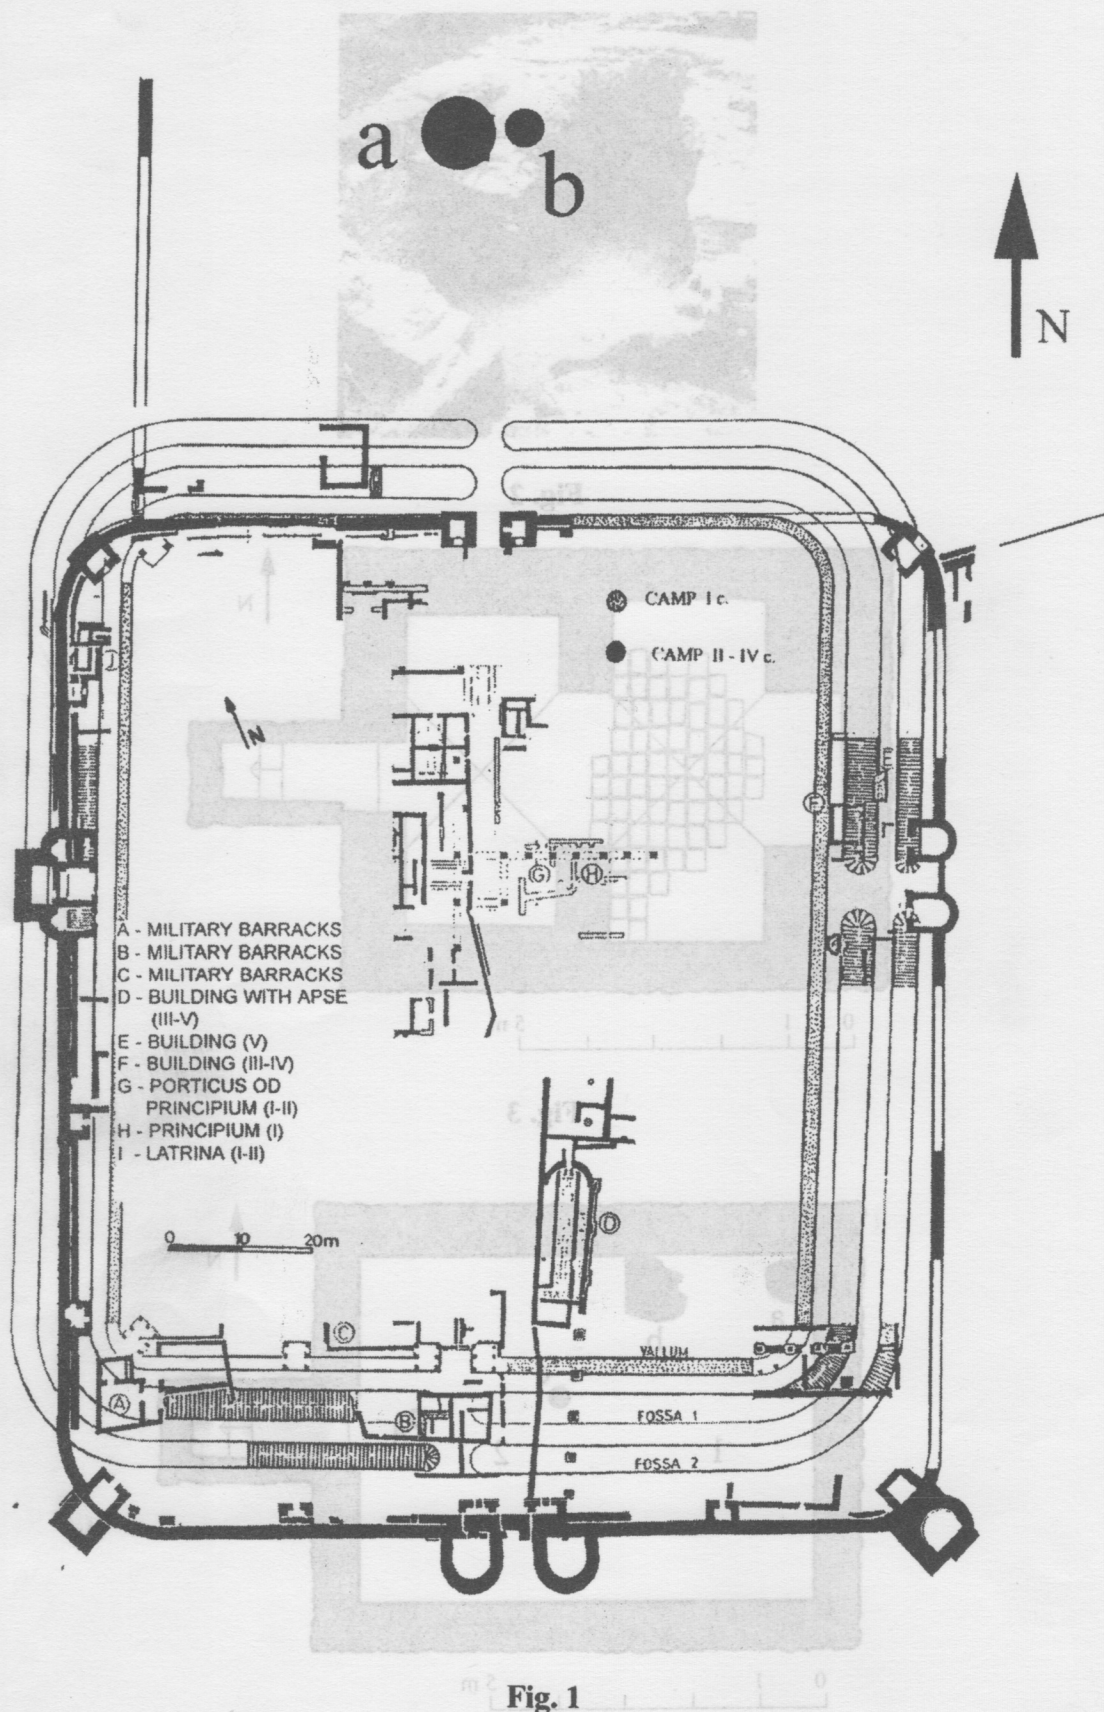 a
b
N
CAMP I c.
CAMP II - IV c.
J
N
E
F
G
H
A - MILITARY BARRACKS
B - MILITARY BARRACKS
C - MILITARY BARRACKS
D - BUILDING WITH APSE
(III-V)
E - BUILDING (V)
F - BUILDING (III-IV)
G - PORTICUS OD
PRINCIPIUM (I-II)
H - PRINCIPIUM (I)
I - LATRINA (I-II)
0 10 20m
D
C
VALLUM
A
B
FOSSA 1
FOSSA 2
Fig. 1